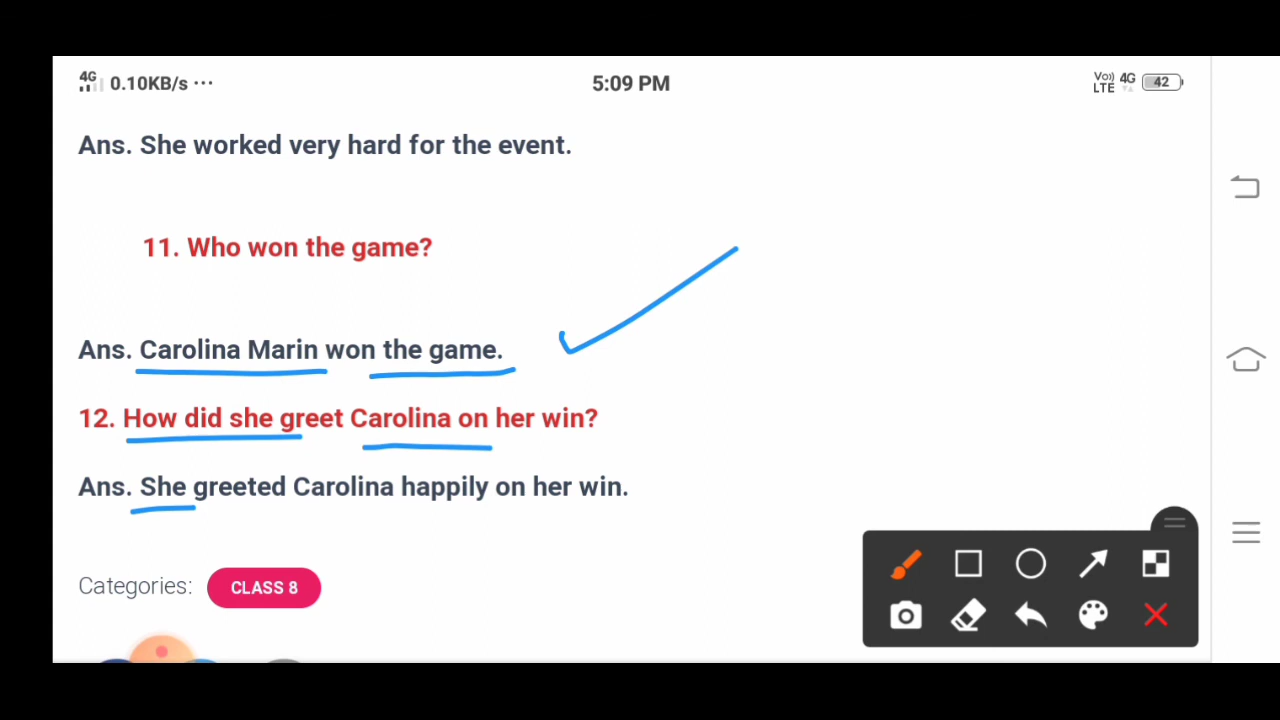 4G 0.10KB/s ··· 5:09 PM Vo)) LTE 4G 42
Ans. She worked very hard for the event.
11. Who won the game?
Ans. Carolina Marin won the game.
12. How did she greet Carolina on her win?
Ans. She greeted Carolina happily on her win.
Categories: CLASS 8